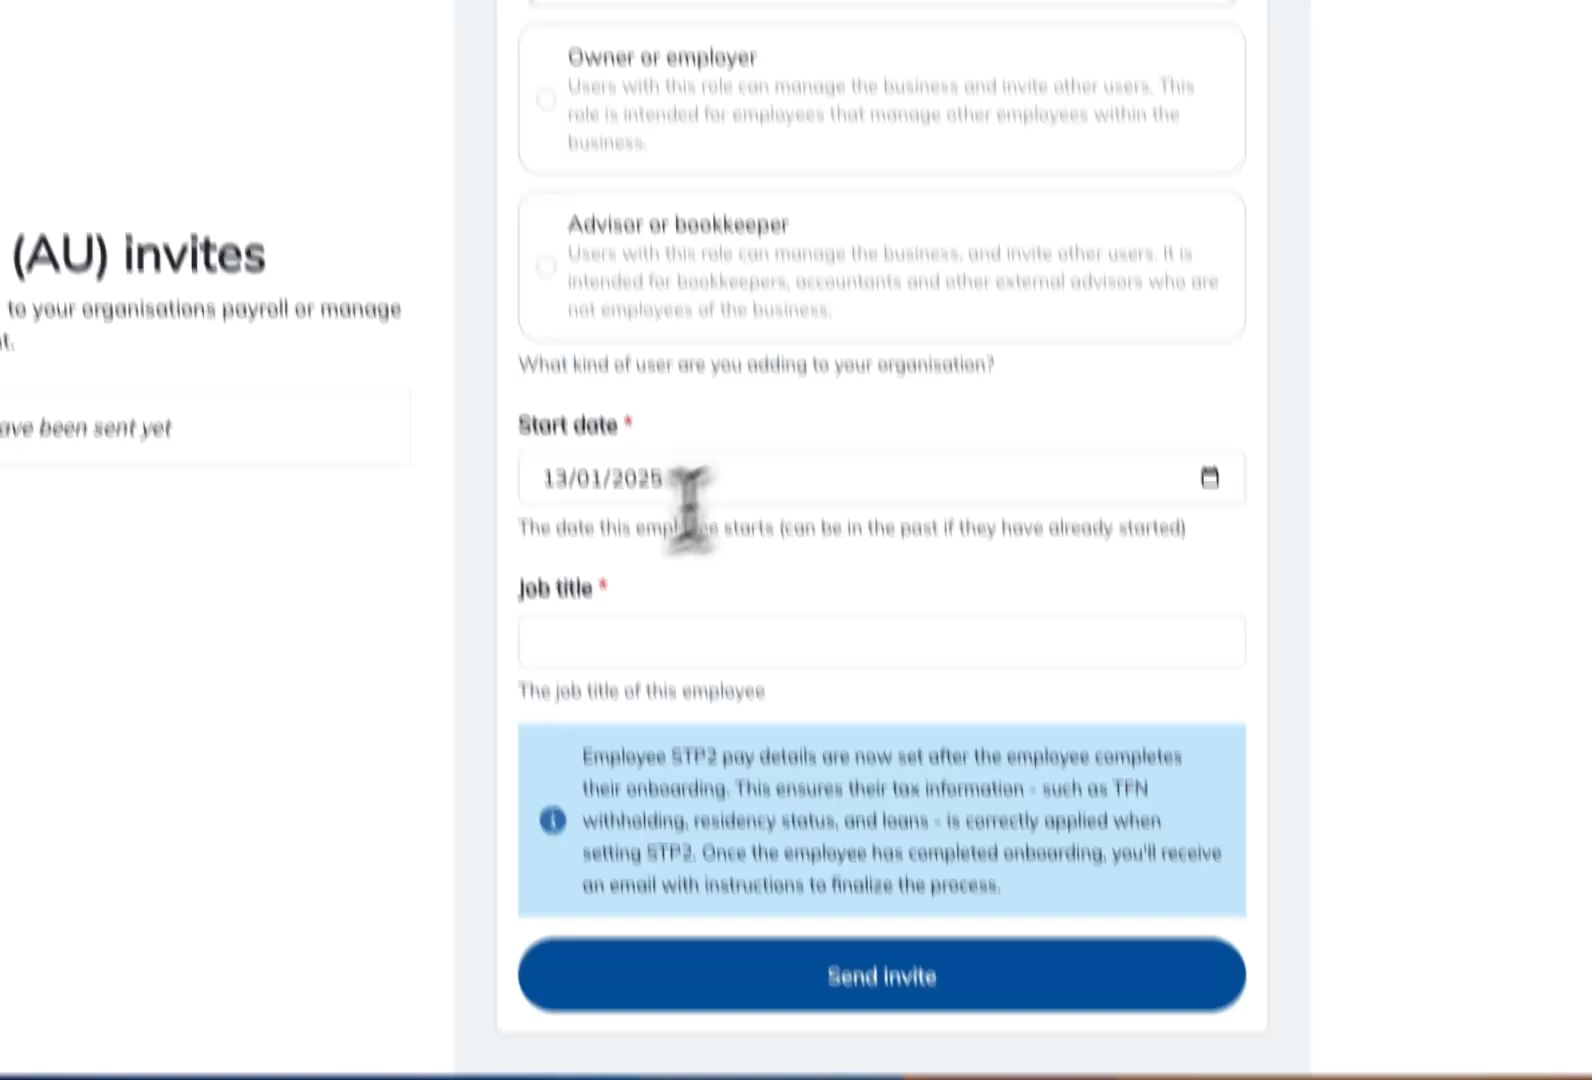 (AU) invites
to your organisations payroll or manage
t.
ave been sent yet
Owner or employer
Users with this role can manage the business and invite other users. This
role is intended for employees that manage other employees within the
business.
Advisor or bookkeeper
Users with this role can manage the business, and invite other users. It is
intended for bookkeepers, accountants and other external advisors who are
not employees of the business.
What kind of user are you adding to your organisation?
Start date *
13/01/2025
The date this employee starts (can be in the past if they have already started)
Job title *
The job title of this employee
Employee STP2 pay details are now set after the employee completes
their onboarding. This ensures their tax information - such as TFN
withholding, residency status, and loans - is correctly applied when
setting STP2. Once the employee has completed onboarding, you'll receive
an email with instructions to finalize the process.
Send invite